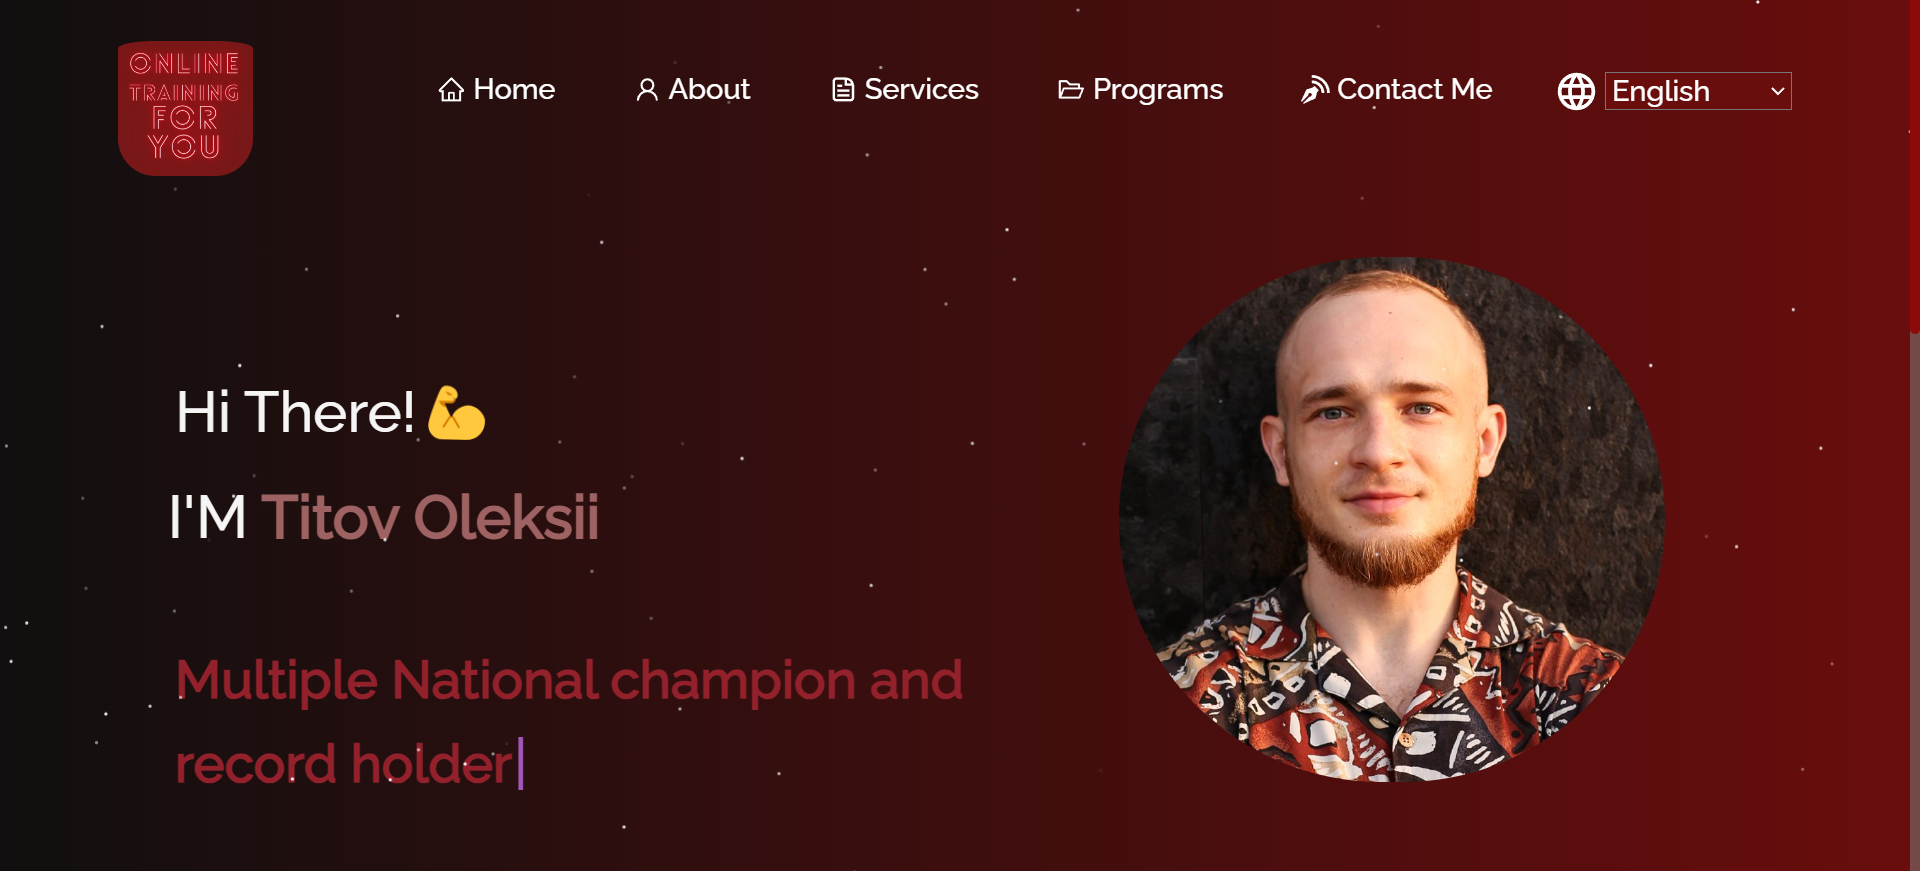 ONLINE
TRAINING
FOR
YOU
Home About Services Programs Contact Me English
Hi There!
I'M Titov Oleksii
Multiple National champion and
record holder